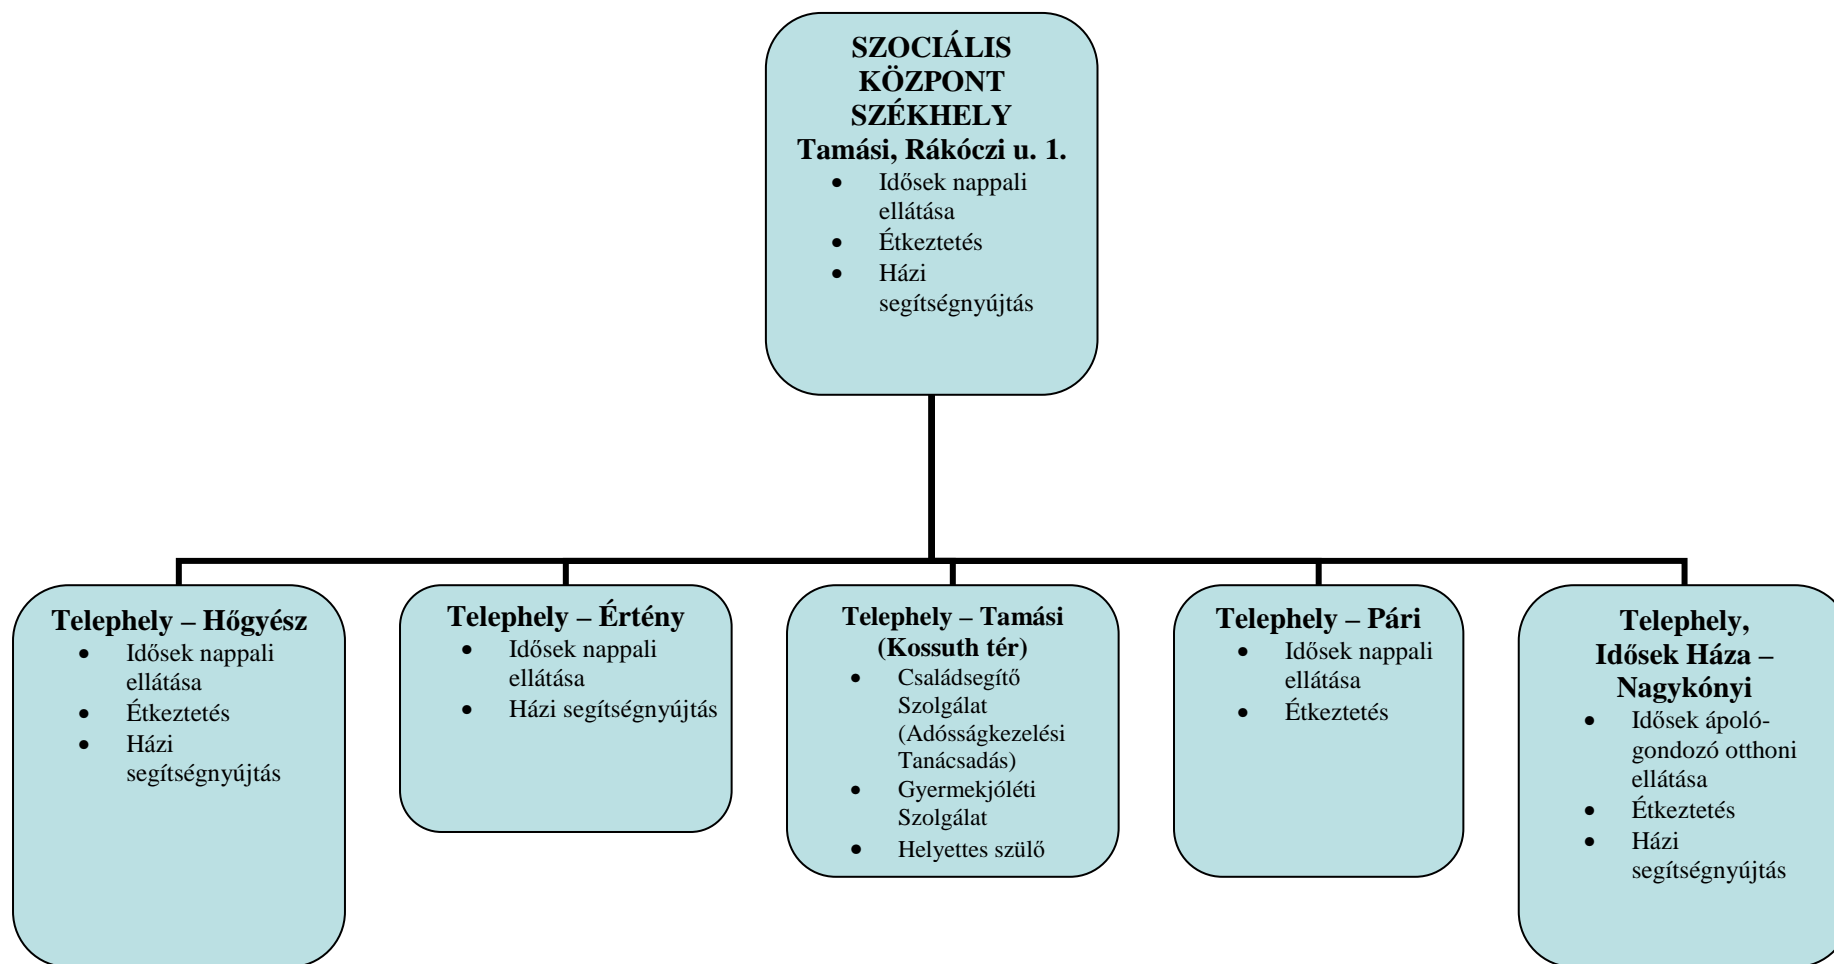 SZOCIÁLIS
KÖZPONT
SZÉKHELY
Tamási, Rákóczi u. 1.
• Idősek nappali
ellátása
• Étkeztetés
• Házi
segítségnyújtás
Telephely – Hőgyész
• Idősek nappali
ellátása
• Étkeztetés
• Házi
segítségnyújtás
Telephely – Értény
• Idősek nappali
ellátása
• Házi segítségnyújtás
Telephely – Tamási
(Kossuth tér)
• Családsegítő
Szolgálat
(Adósságkezelési
Tanácsadás)
• Gyermekjóléti
Szolgálat
• Helyettes szülő
Telephely – Pári
• Idősek nappali
ellátása
• Étkeztetés
Telephely,
Idősek Háza –
Nagykónyi
• Idősek ápoló-
gondozó otthoni
ellátása
• Étkeztetés
• Házi
segítségnyújtás